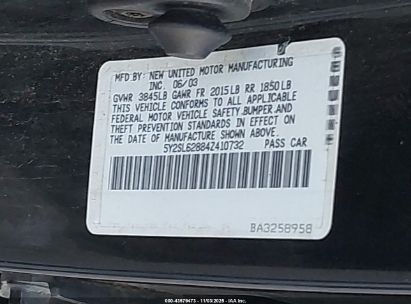 MFD. BY NEW UNITED MOTOR MANUFACTURING
INC. 06/03
GVWR 3845LB GAWR FR 2015LB RR 1850LB
THIS VEHICLE CONFORMS TO ALL APPLICABLE
FEDERAL MOTOR VEHICLE SAFETY,BUMPER,AND
THEFT PREVENTION STANDARDS IN EFFECT ON
THE DATE OF MANUFACTURE SHOWN ABOVE.
5Y2SL62884Z410732 PASS CAR
BA3258958